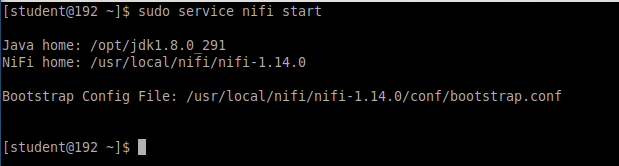 [student@192 ~]$ sudo service nifi start
Java home: /opt/jdk1.8.0_291
NiFi home: /usr/local/nifi/nifi-1.14.0
Bootstrap Config File: /usr/local/nifi/nifi-1.14.0/conf/bootstrap.conf
[student@192 ~]$